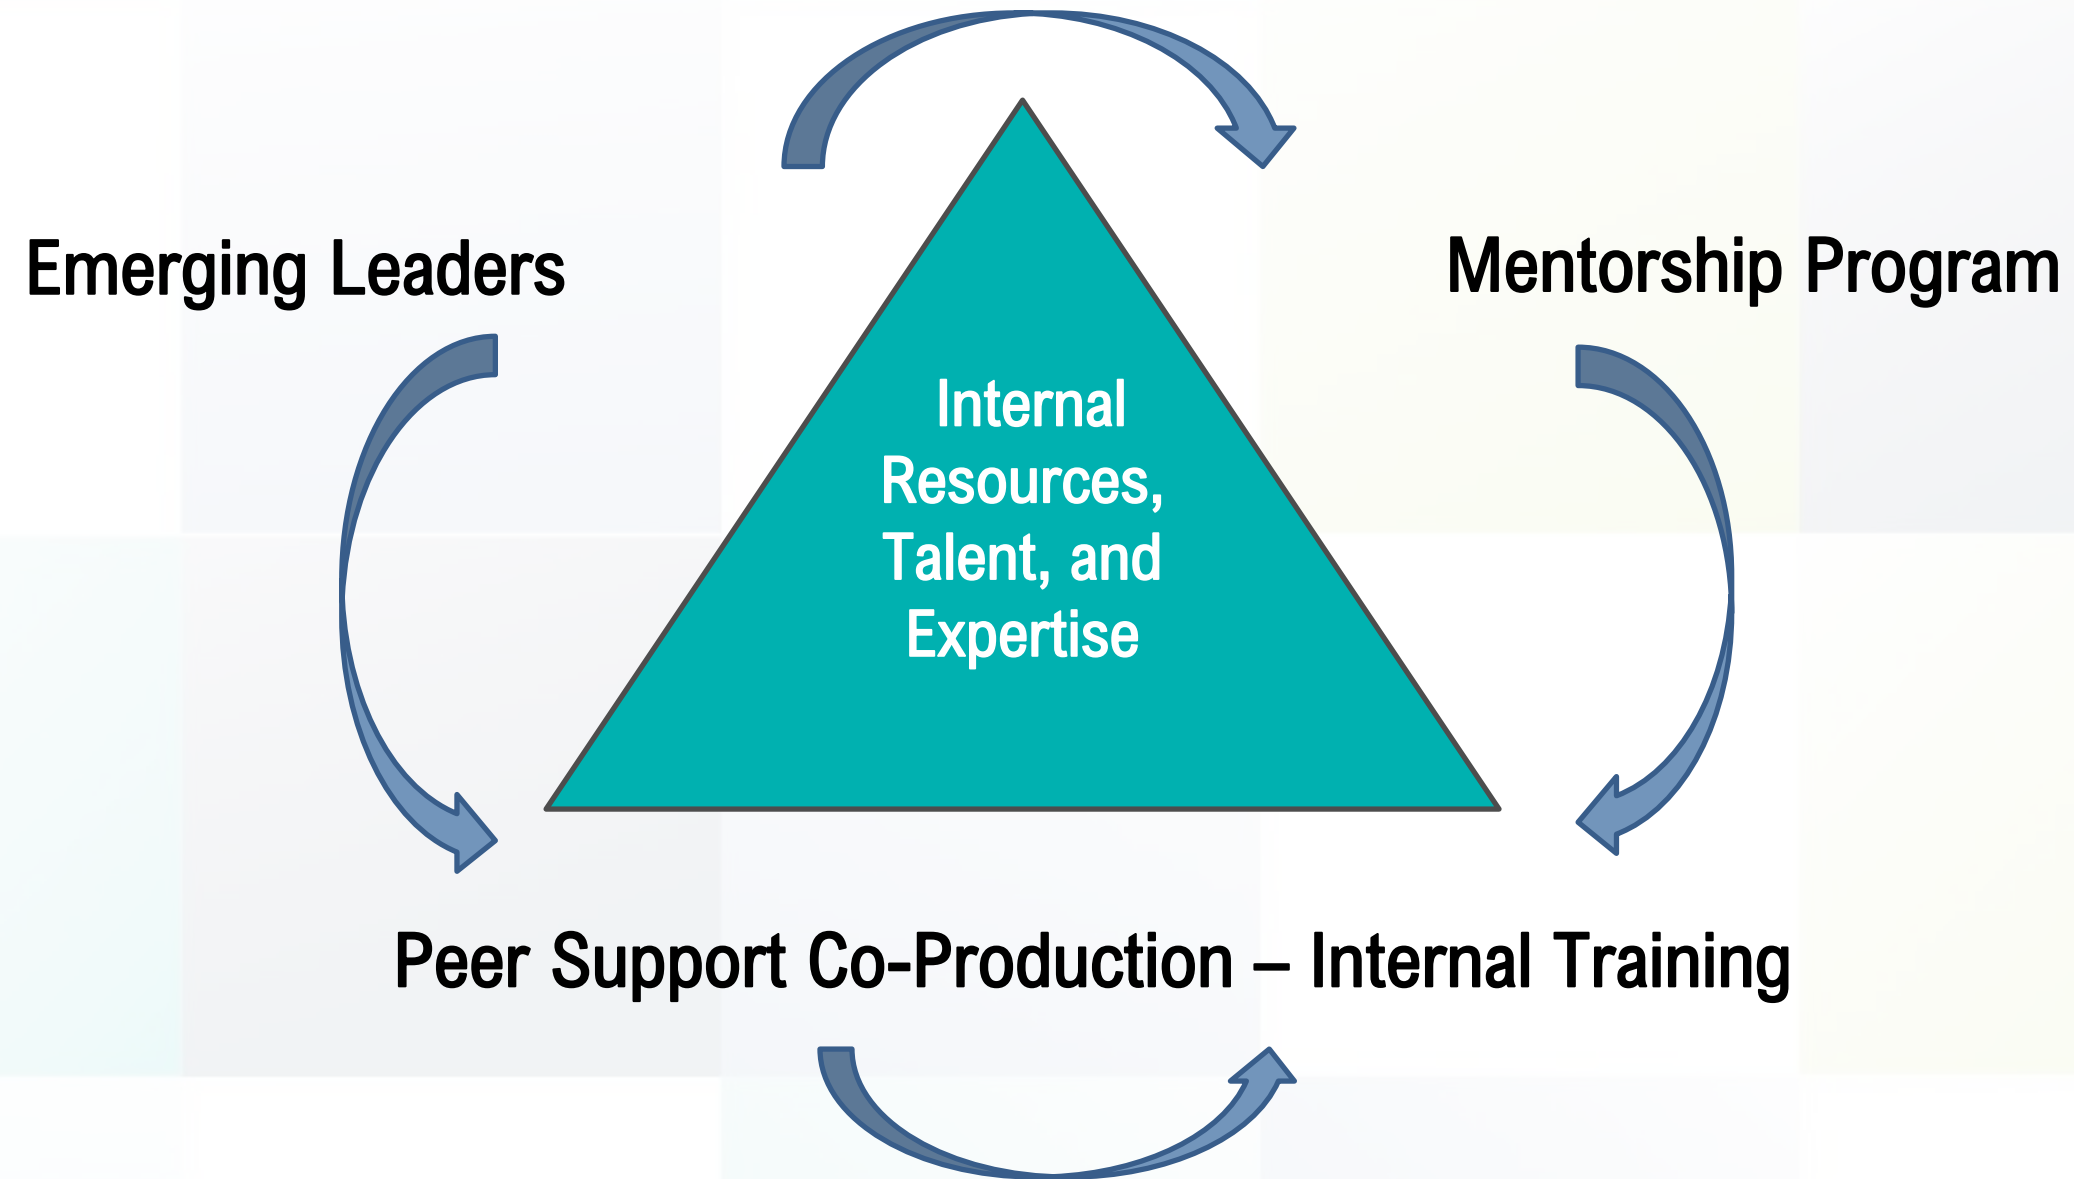 Emerging Leaders
Mentorship Program
Internal
Resources,
Talent, and
Expertise
Peer Support Co-Production – Internal Training